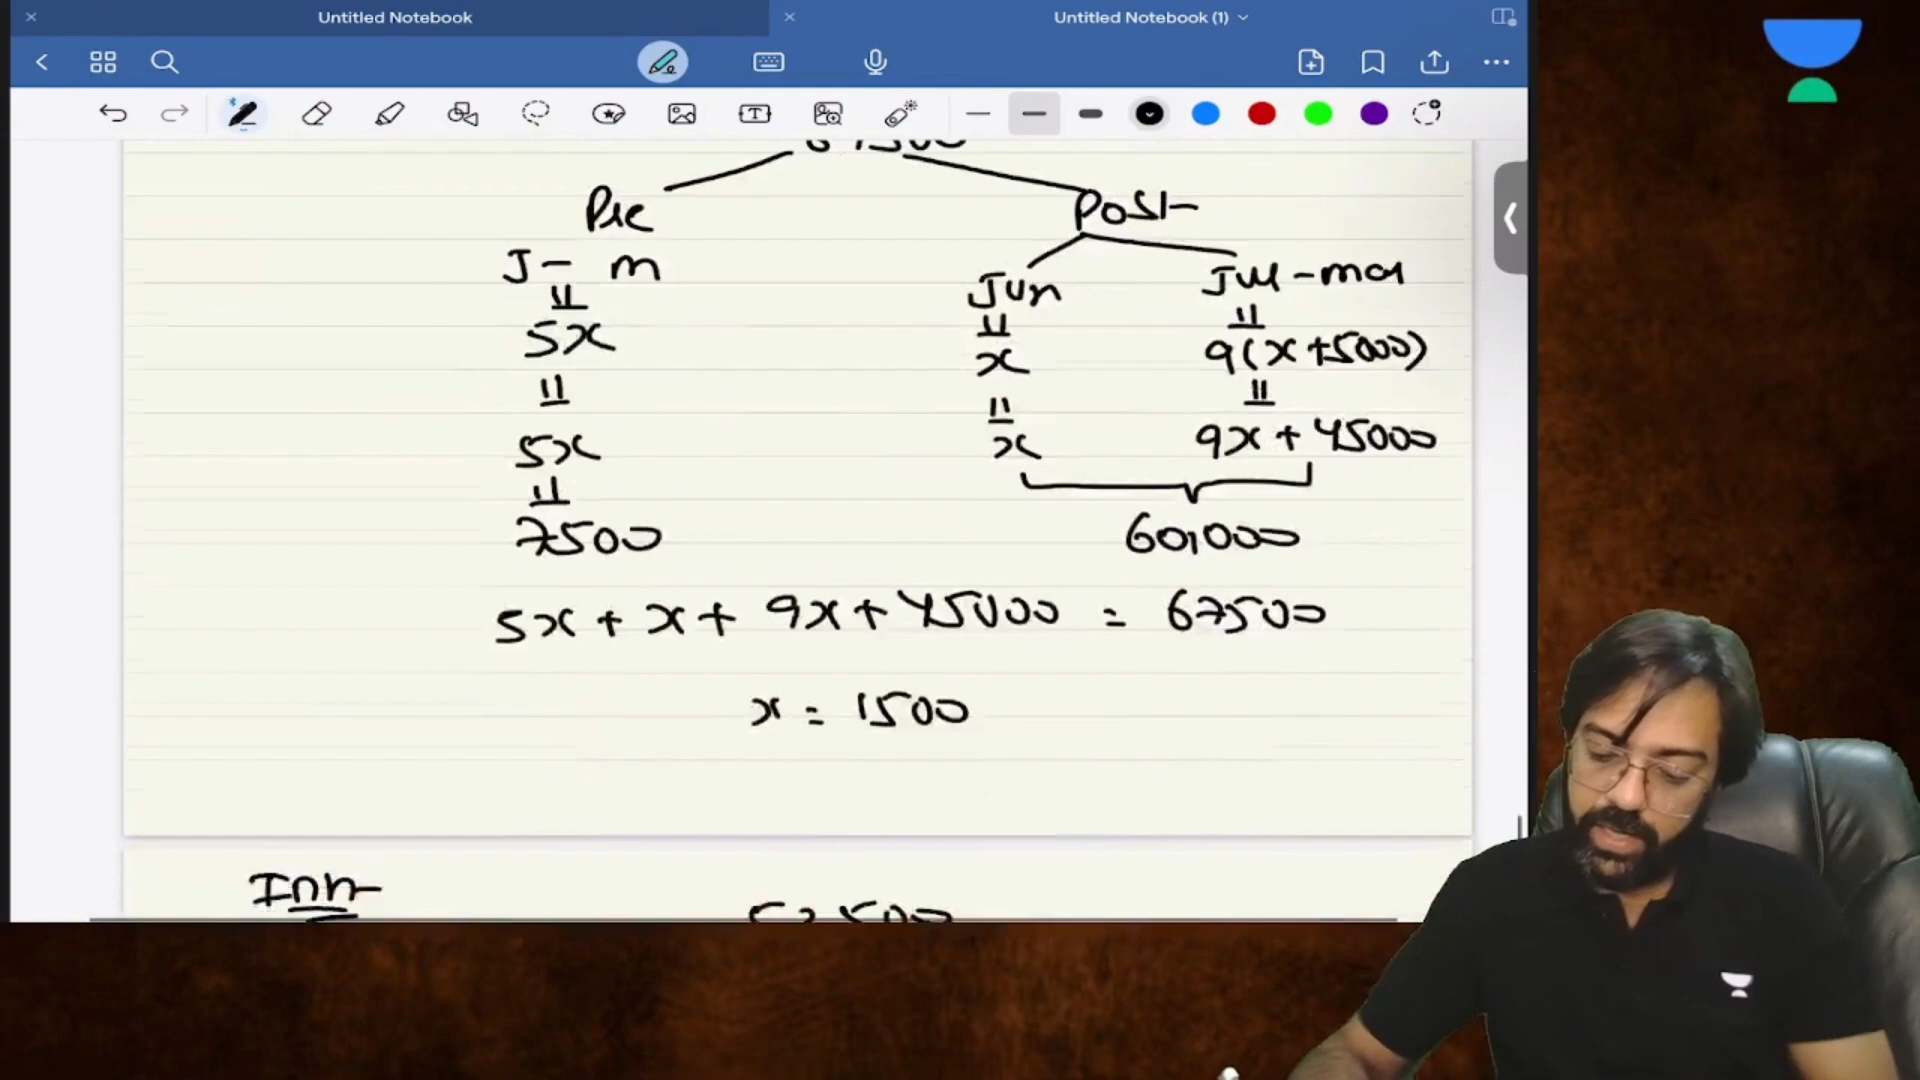 Untitled Notebook
Untitled Notebook (1)
67500
Pre
Post
J - m
Jun
Jul - mar
5x
x
9(x + 5000)
5x
x
9x + 45000
7500
60,000
5x + x + 9x + 45000 = 67500
x = 1500